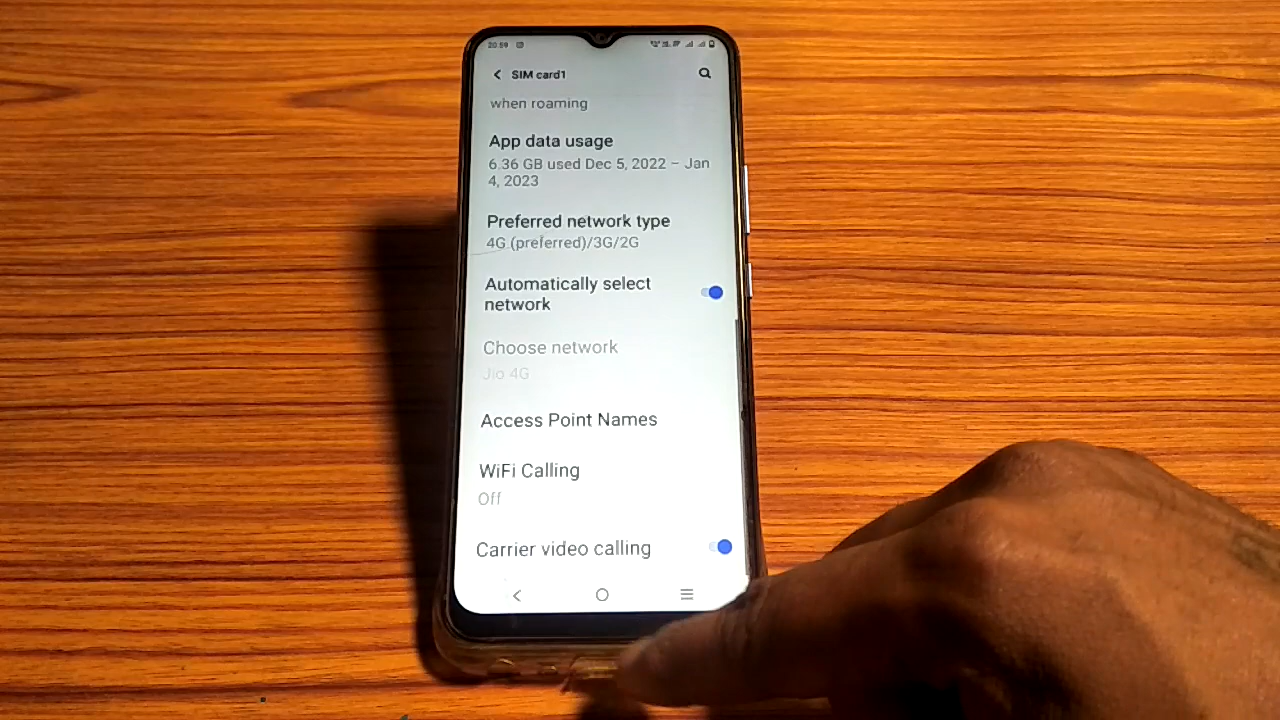 20:59
SIM card1
when roaming
App data usage
6.36 GB used Dec 5, 2022 – Jan
4, 2023
Preferred network type
4G (preferred)/3G/2G
Automatically select
network
Choose network
Jio 4G
Access Point Names
WiFi Calling
Off
Carrier video calling